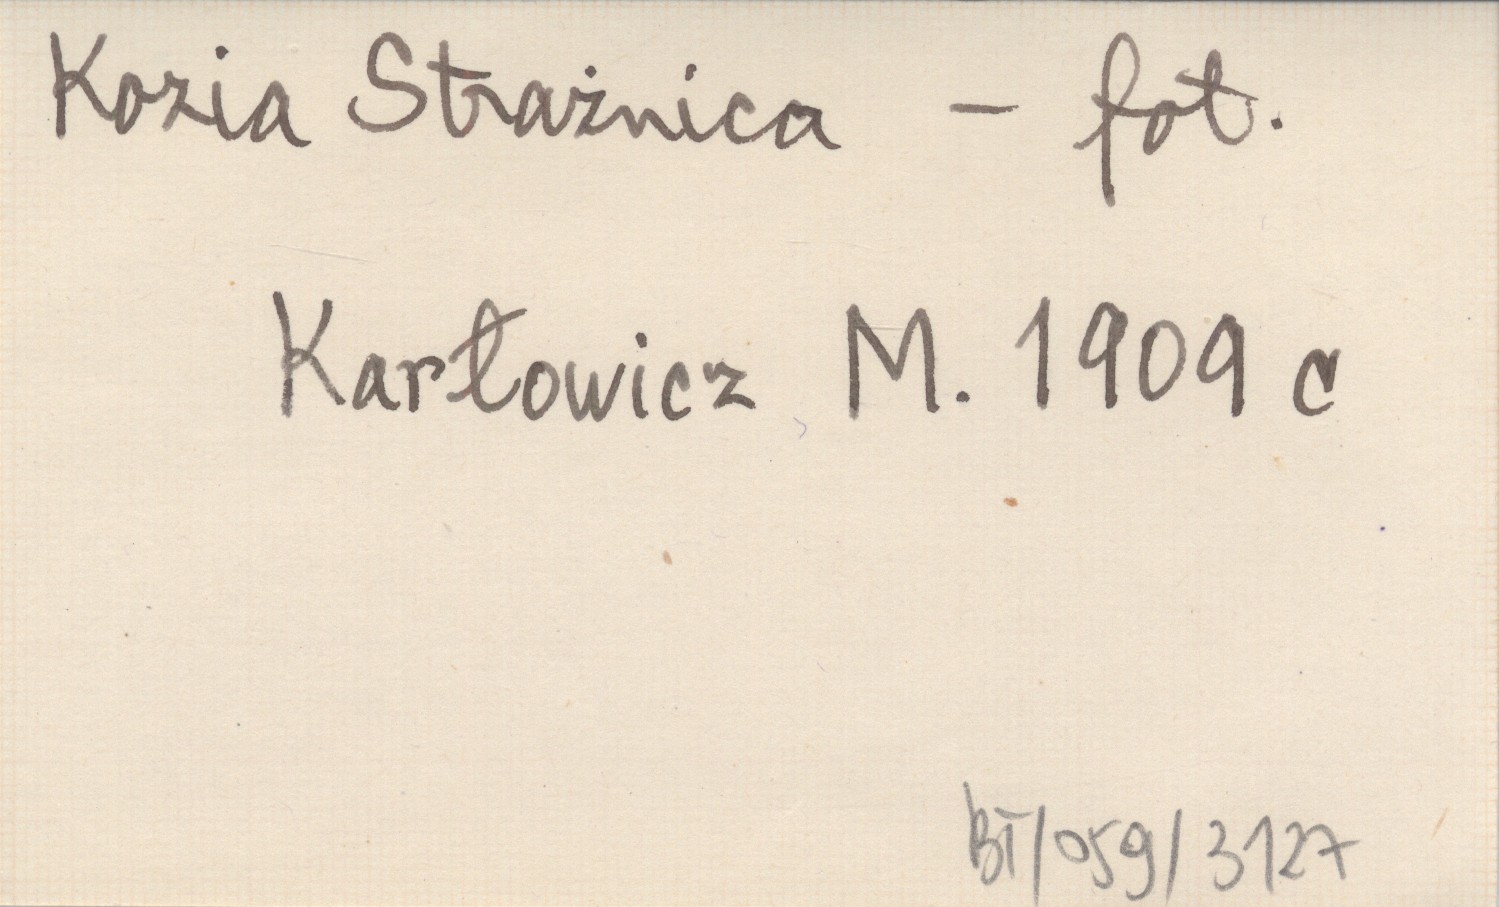 Kozia Strażnica - fot.
Karłowicz M. 1909 c
BT/059/3127